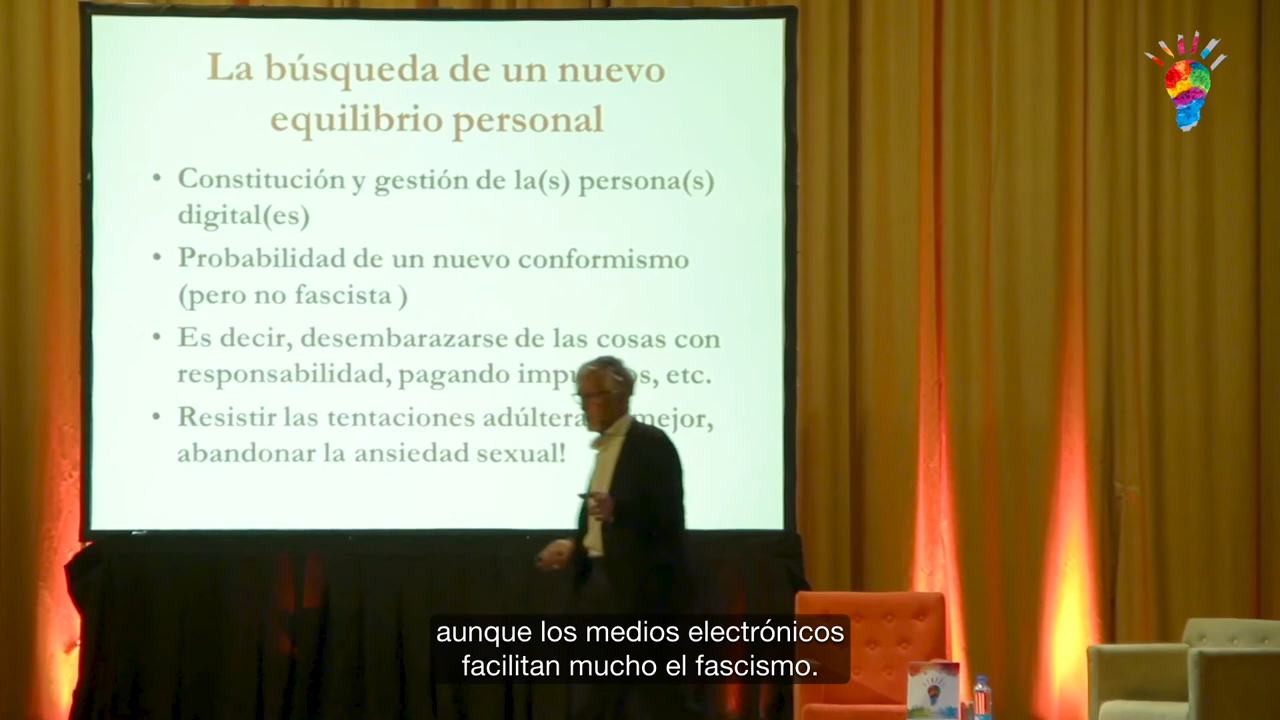 La búsqueda de un nuevo
equilibrio personal
• Constitución y gestión de la(s) persona(s)
digital(es)
• Probabilidad de un nuevo conformismo
(pero no fascista )
• Es decir, desembarazarse de las cosas con
responsabilidad, pagando impu s, etc.
• Resistir las tentaciones adúltera mejor,
abandonar la ansiedad sexual!
aunque los medios electrónicos
facilitan mucho el fascismo.